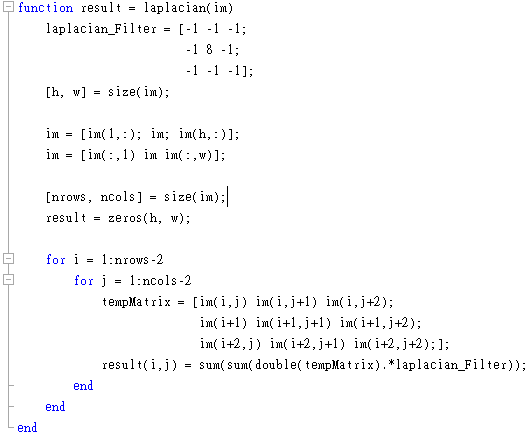 function result = laplacian(im)
laplacian_Filter = [-1 -1 -1;
-1 8 -1;
-1 -1 -1];
[h, w] = size(im);
im = [im(1,:); im; im(h,:)];
im = [im(:,1) im im(:,w)];
[nrows, ncols] = size(im);
result = zeros(h, w);
for i = 1:nrows-2
for j = 1:ncols-2
tempMatrix = [im(i,j) im(i,j+1) im(i,j+2);
im(i+1) im(i+1,j+1) im(i+1,j+2);
im(i+2,j) im(i+2,j+1) im(i+2,j+2);];
result(i,j) = sum(sum(double(tempMatrix).*laplacian_Filter));
end
end
end